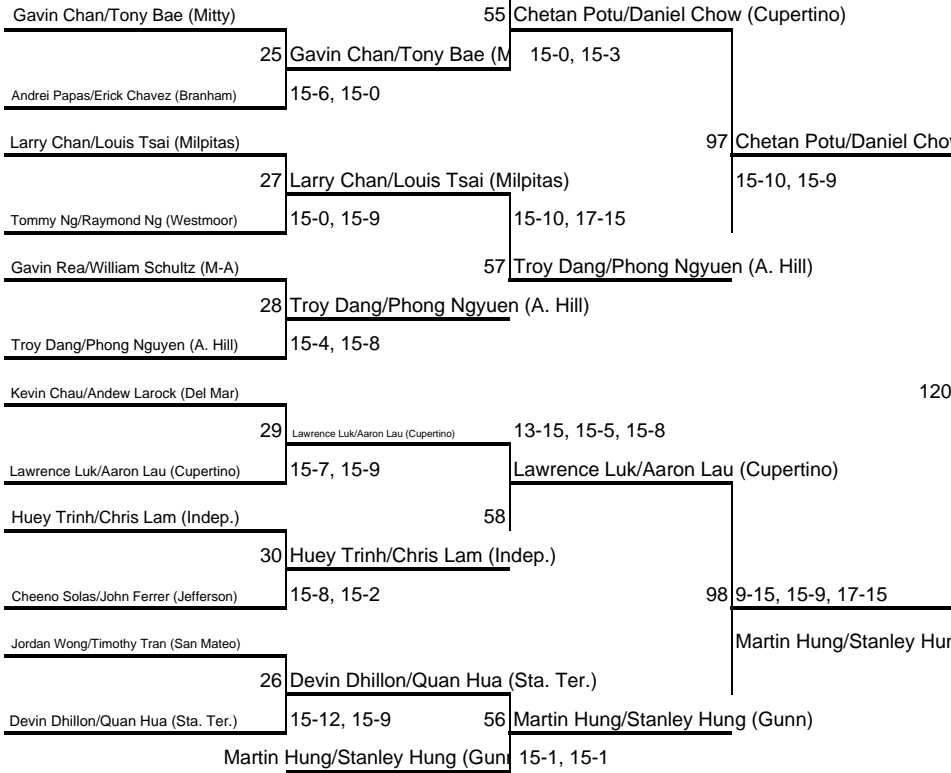 Gavin Chan/Tony Bae (Mitty) 55 Chetan Potu/Daniel Chow (Cupertino)
25 Gavin Chan/Tony Bae (M 15-0, 15-3
Andrei Papas/Erick Chavez (Branham) 15-6, 15-0
Larry Chan/Louis Tsai (Milpitas) 97 Chetan Potu/Daniel Chow
27 Larry Chan/Louis Tsai (Milpitas) 15-10, 15-9
Tommy Ng/Raymond Ng (Westmoor) 15-0, 15-9 15-10, 17-15
Gavin Rea/William Schultz (M-A) 57 Troy Dang/Phong Ngyuen (A. Hill)
28 Troy Dang/Phong Ngyuen (A. Hill)
Troy Dang/Phong Nguyen (A. Hill) 15-4, 15-8
Kevin Chau/Andew Larock (Del Mar) 120
29 Lawrence Luk/Aaron Lau (Cupertino) 13-15, 15-5, 15-8
Lawrence Luk/Aaron Lau (Cupertino) 15-7, 15-9 Lawrence Luk/Aaron Lau (Cupertino)
Huey Trinh/Chris Lam (Indep.) 58
30 Huey Trinh/Chris Lam (Indep.)
Cheeno Solas/John Ferrer (Jefferson) 15-8, 15-2 98 9-15, 15-9, 17-15
Jordan Wong/Timothy Tran (San Mateo) Martin Hung/Stanley Hun
26 Devin Dhillon/Quan Hua (Sta. Ter.)
Devin Dhillon/Quan Hua (Sta. Ter.) 15-12, 15-9 56 Martin Hung/Stanley Hung (Gunn)
Martin Hung/Stanley Hung (Gunn 15-1, 15-1